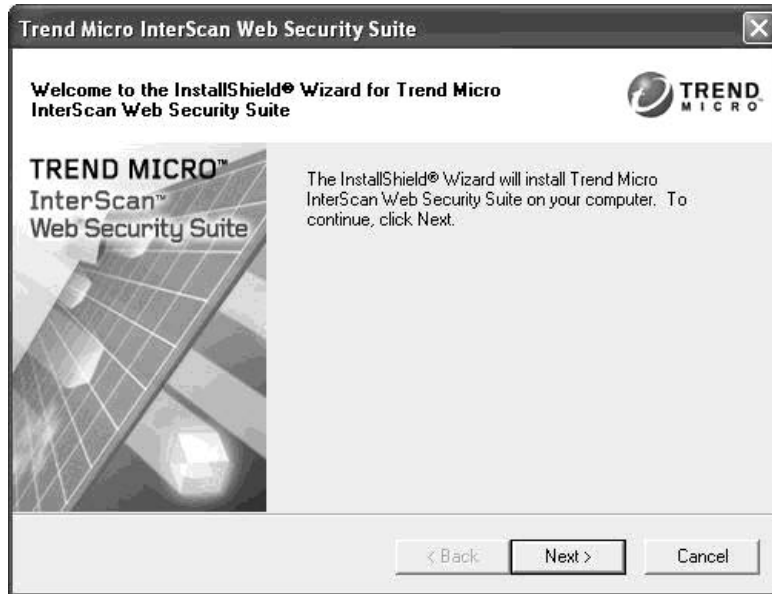 Trend Micro InterScan Web Security Suite
Welcome to the InstallShield® Wizard for Trend Micro
InterScan Web Security Suite
TREND
MICRO™
TREND MICRO™
InterScan™
Web Security Suite
The InstallShield® Wizard will install Trend Micro
InterScan Web Security Suite on your computer.  To
continue, click Next.
< Back
Next >
Cancel